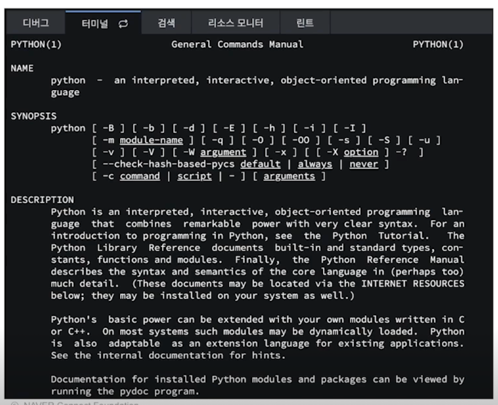 디버그 터미널 검색 리소스 모니터 린트
PYTHON(1) General Commands Manual PYTHON(1)
NAME
python - an interpreted, interactive, object-oriented programming lan-
guage
SYNOPSIS
python [ -B ] [ -b ] [ -d ] [ -E ] [ -h ] [ -i ] [ -I ]
[ -m module-name ] [ -q ] [ -O ] [ -OO ] [ -s ] [ -S ] [ -u ]
[ -v ] [ -V ] [ -W argument ] [ -x ] [ [ -X option ] -? ]
[ --check-hash-based-pycs default | always | never ]
[ -c command | script | - ] [ arguments ]
DESCRIPTION
Python is an interpreted, interactive, object-oriented programming lan-
guage that combines remarkable power with very clear syntax. For an
introduction to programming in Python, see the Python Tutorial. The
Python Library Reference documents built-in and standard types, con-
stants, functions and modules. Finally, the Python Reference Manual
describes the syntax and semantics of the core language in (perhaps too)
much detail. (These documents may be located via the INTERNET RESOURCES
below; they may be installed on your system as well.)
Python's basic power can be extended with your own modules written in C
or C++. On most systems such modules may be dynamically loaded. Python
is also adaptable as an extension language for existing applications.
See the internal documentation for hints.
Documentation for installed Python modules and packages can be viewed by
running the pydoc program.